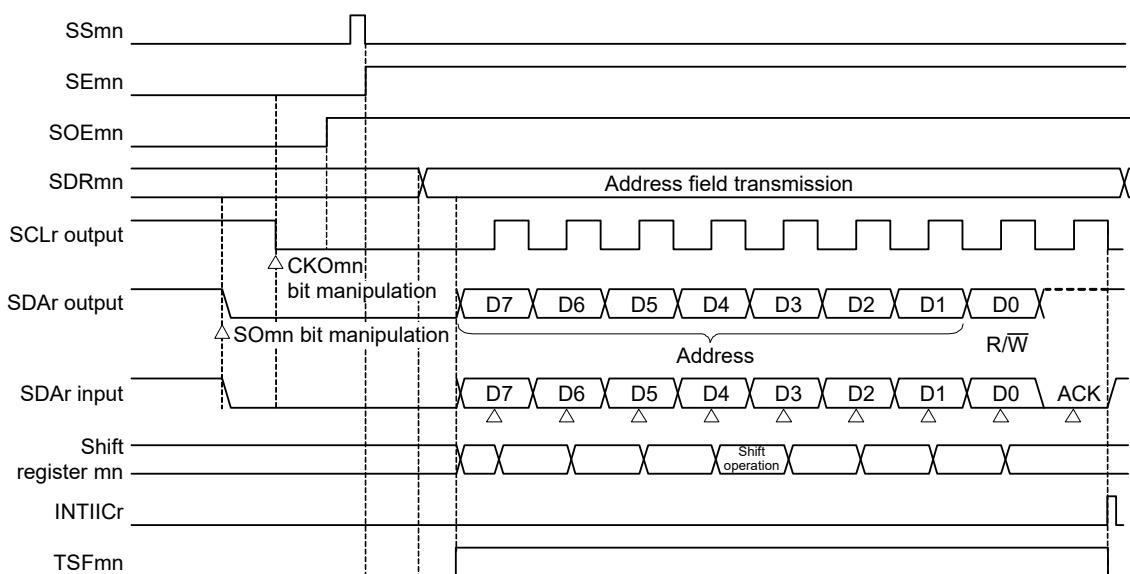 SSmn
SEmn
SOEmn
SDRmn
Address field transmission
SCLr output
CKOmn
bit manipulation
SDAr output
D7 D6 D5 D4 D3 D2 D1 D0
SOmn bit manipulation
Address
R/W̅
SDAr input
D7 D6 D5 D4 D3 D2 D1 D0 ACK
Shift
register mn
Shift
operation
INTIICr
TSFmn